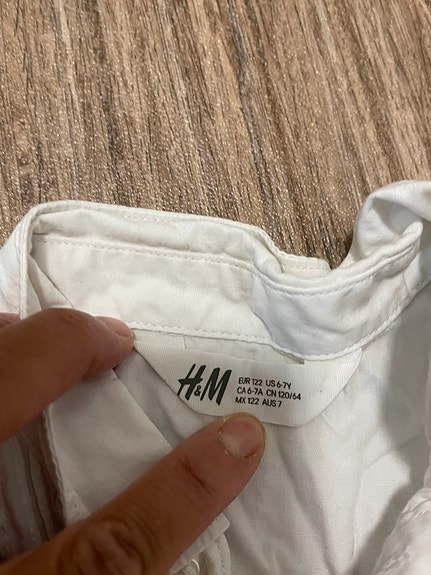 H&M
EUR 122 US 6-7Y
CA 6-7A CN 120/64
MX 122 AUS 7